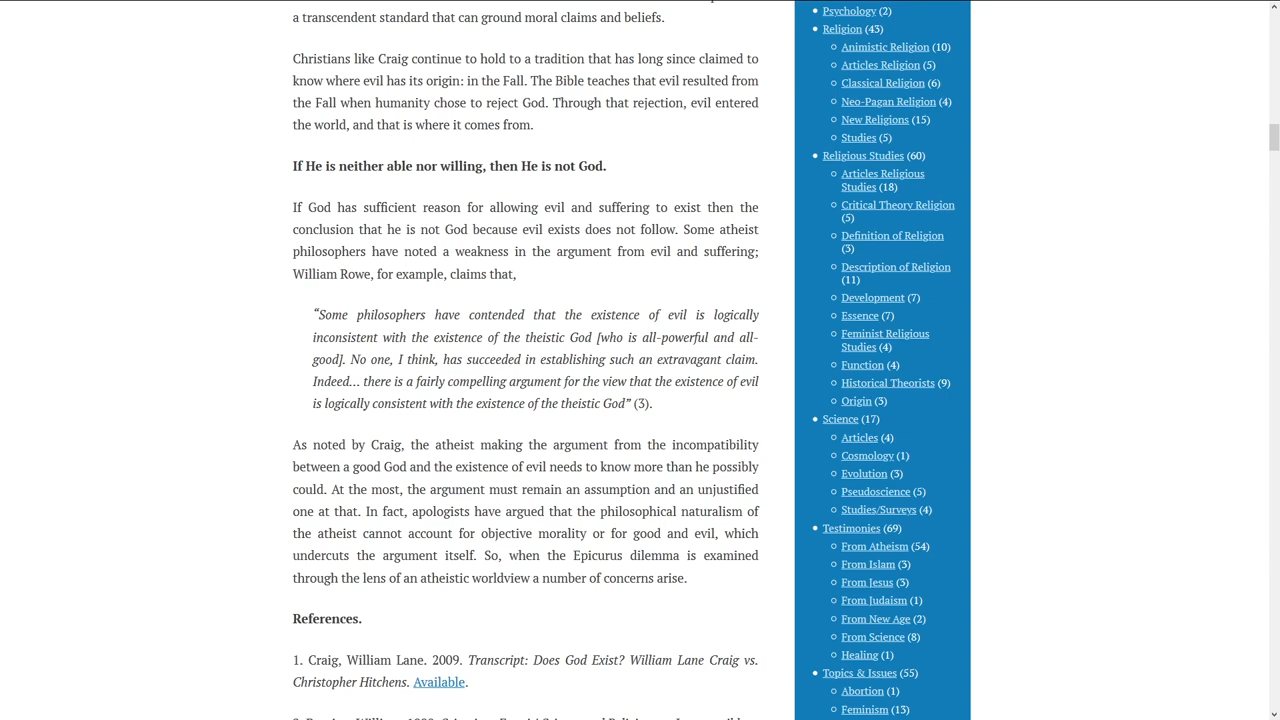 a transcendent standard that can ground moral claims and beliefs.
Christians like Craig continue to hold to a tradition that has long since claimed to
know where evil has its origin: in the Fall. The Bible teaches that evil resulted from
the Fall when humanity chose to reject God. Through that rejection, evil entered
the world, and that is where it comes from.
If He is neither able nor willing, then He is not God.
If God has sufficient reason for allowing evil and suffering to exist then the
conclusion that he is not God because evil exists does not follow. Some atheist
philosophers have noted a weakness in the argument from evil and suffering;
William Rowe, for example, claims that,
“Some philosophers have contended that the existence of evil is logically
inconsistent with the existence of the theistic God [who is all-powerful and all-
good]. No one, I think, has succeeded in establishing such an extravagant claim.
Indeed… there is a fairly compelling argument for the view that the existence of evil
is logically consistent with the existence of the theistic God” (3).
As noted by Craig, the atheist making the argument from the incompatibility
between a good God and the existence of evil needs to know more than he possibly
could. At the most, the argument must remain an assumption and an unjustified
one at that. In fact, apologists have argued that the philosophical naturalism of
the atheist cannot account for objective morality or for good and evil, which
undercuts the argument itself. So, when the Epicurus dilemma is examined
through the lens of an atheistic worldview a number of concerns arise.
References.
1. Craig, William Lane. 2009. Transcript: Does God Exist? William Lane Craig vs.
Christopher Hitchens. Available.
Psychology (2)
Religion (43)
Animistic Religion (10)
Articles Religion (5)
Classical Religion (6)
Neo-Pagan Religion (4)
New Religions (15)
Studies (5)
Religious Studies (60)
Articles Religious
Studies (18)
Critical Theory Religion
(5)
Definition of Religion
(3)
Description of Religion
(11)
Development (7)
Essence (7)
Feminist Religious
Studies (4)
Function (4)
Historical Theorists (9)
Origin (3)
Science (17)
Articles (4)
Cosmology (1)
Evolution (3)
Pseudoscience (5)
Studies/Surveys (4)
Testimonies (69)
From Atheism (54)
From Islam (3)
From Jesus (3)
From Judaism (1)
From New Age (2)
From Science (8)
Healing (1)
Topics & Issues (55)
Abortion (1)
Feminism (13)